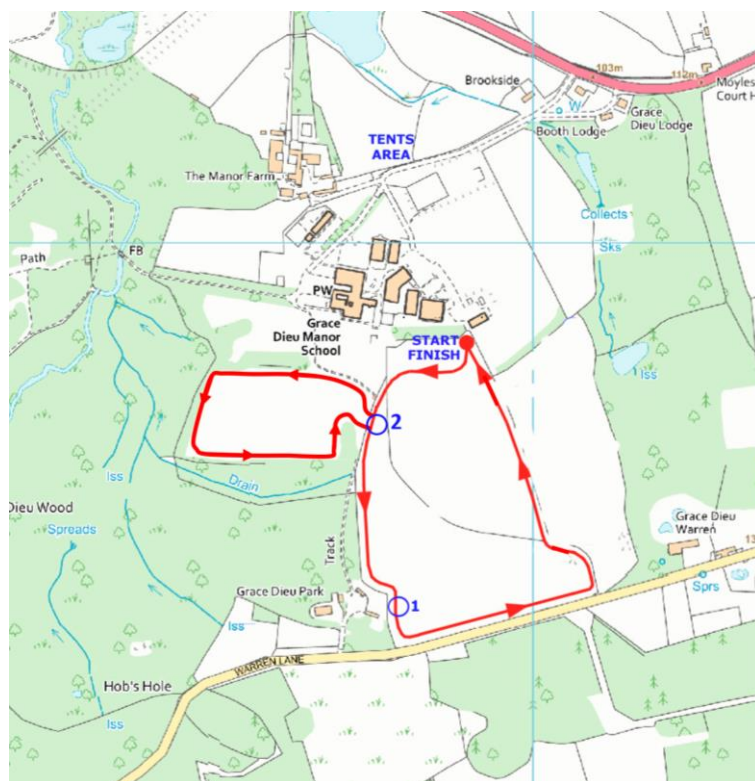 103m
112m
Moyles
Court H
Brookside
W
Grace
Dieu Lodge
Booth Lodge
TENTS
AREA
The Manor Farm
Collects
Sks
Path
FB
PW
Grace
Dieu Manor
School
START
FINISH
Iss
2
Drain
Iss
Dieu Wood
Spreads
Track
Grace Dieu
Warren
13
Sprs
Grace Dieu Park
1
Iss
WARREN LANE
Hob's Hole
Iss